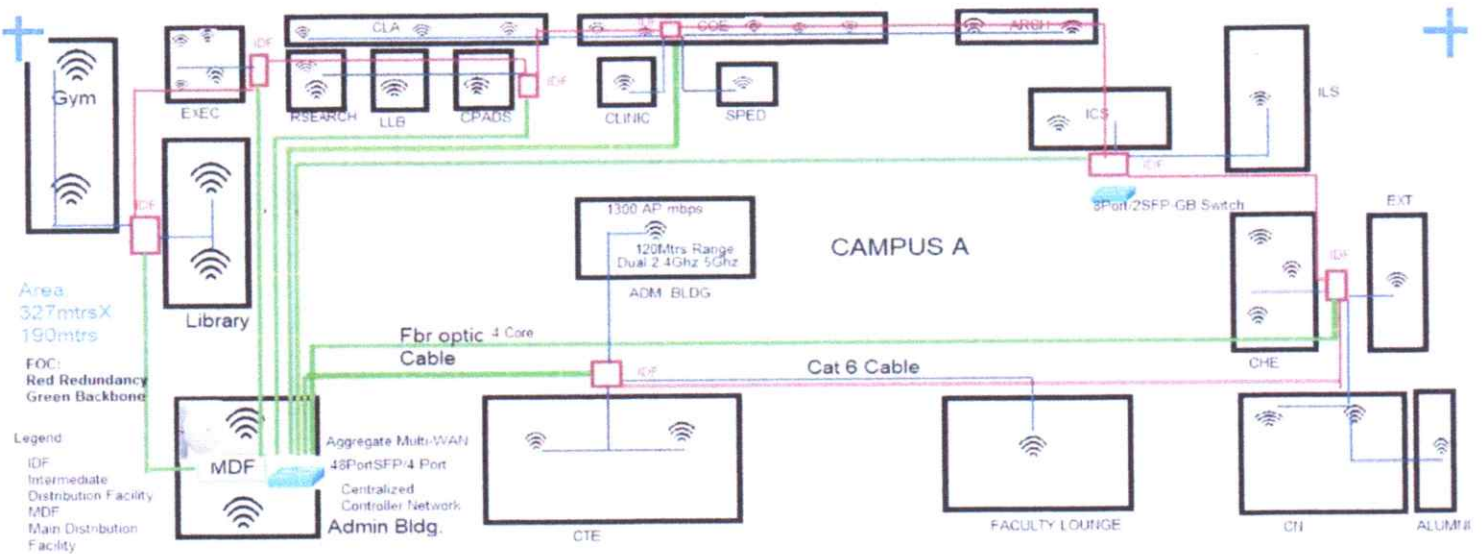 CLA
IDF
COE
ARCH
IDF
Gym
EXEC
RSEARCH
LLB
CPADS
IDF
CLINIC
SPED
ICS
ILS
IDF
8Port/2SFP-GB Switch
EXT
IDF
1300 AP mbps
120Mtrs Range
Dual 2.4Ghz 5Ghz
ADM. BLDG
CAMPUS A
IDF
Library
Area:
327mtrsX
190mtrs
FOC:
Red Redundancy
Green Backbone
Fbr optic 4 Core
Cable
IDF
Cat 6 Cable
CHE
Legend
IDF
Intermediate
Distribution Facility
MDF
Main Distribution
Facility
MDF
Aggregate Multi-WAN
48PortSFP/4 Port
Centralized
Controller Network
Admin Bldg.
CTE
FACULTY LOUNGE
CN
ALUMNI